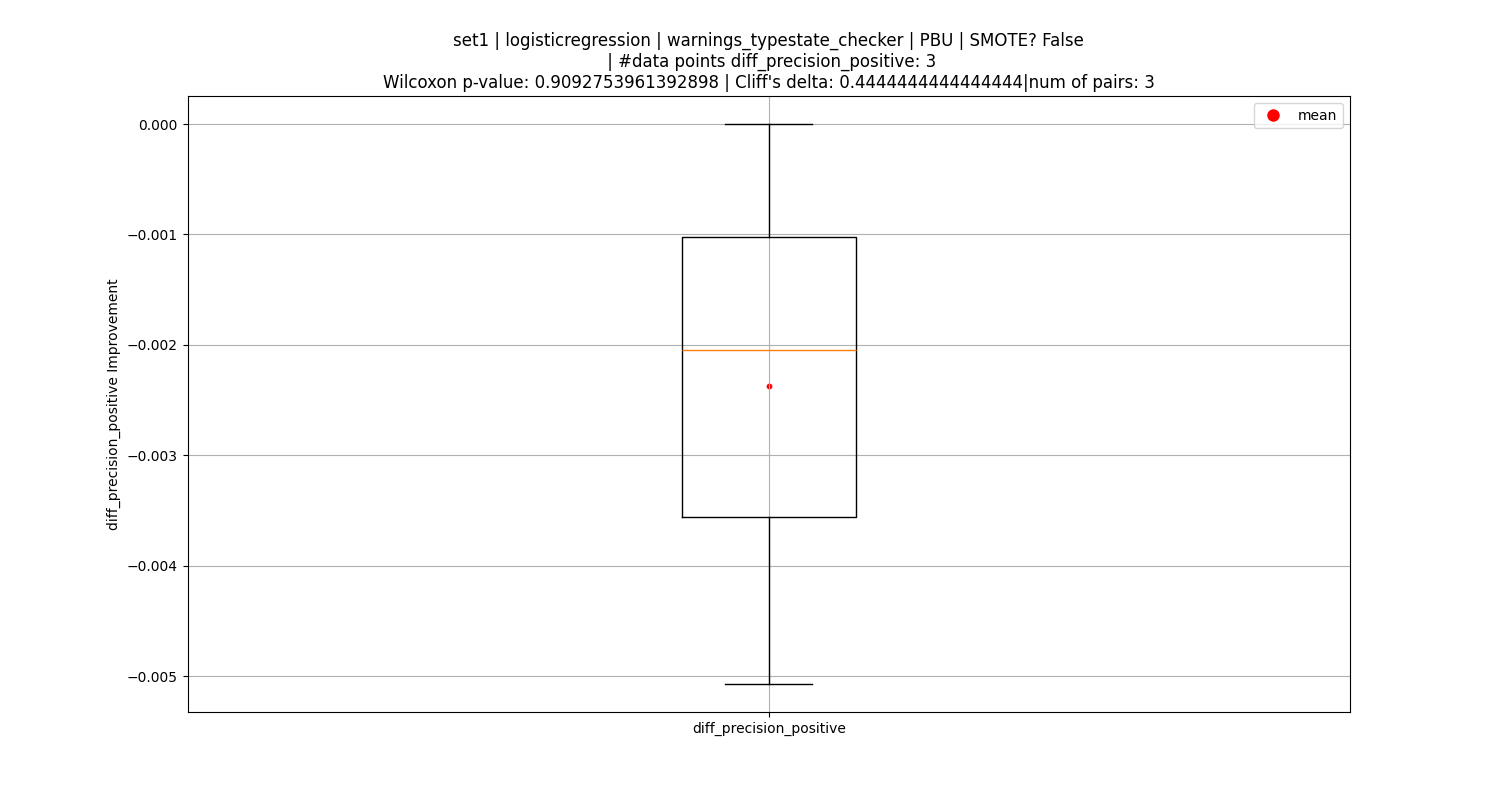 set1 | logisticregression | warnings_typestate_checker | PBU | SMOTE? False
| #data points diff_precision_positive: 3
Wilcoxon p-value: 0.9092753961392898 | Cliff's delta: 0.4444444444444444|num of pairs: 3
mean
0.000
−0.001
−0.002
−0.003
−0.004
−0.005
diff_precision_positive Improvement
diff_precision_positive